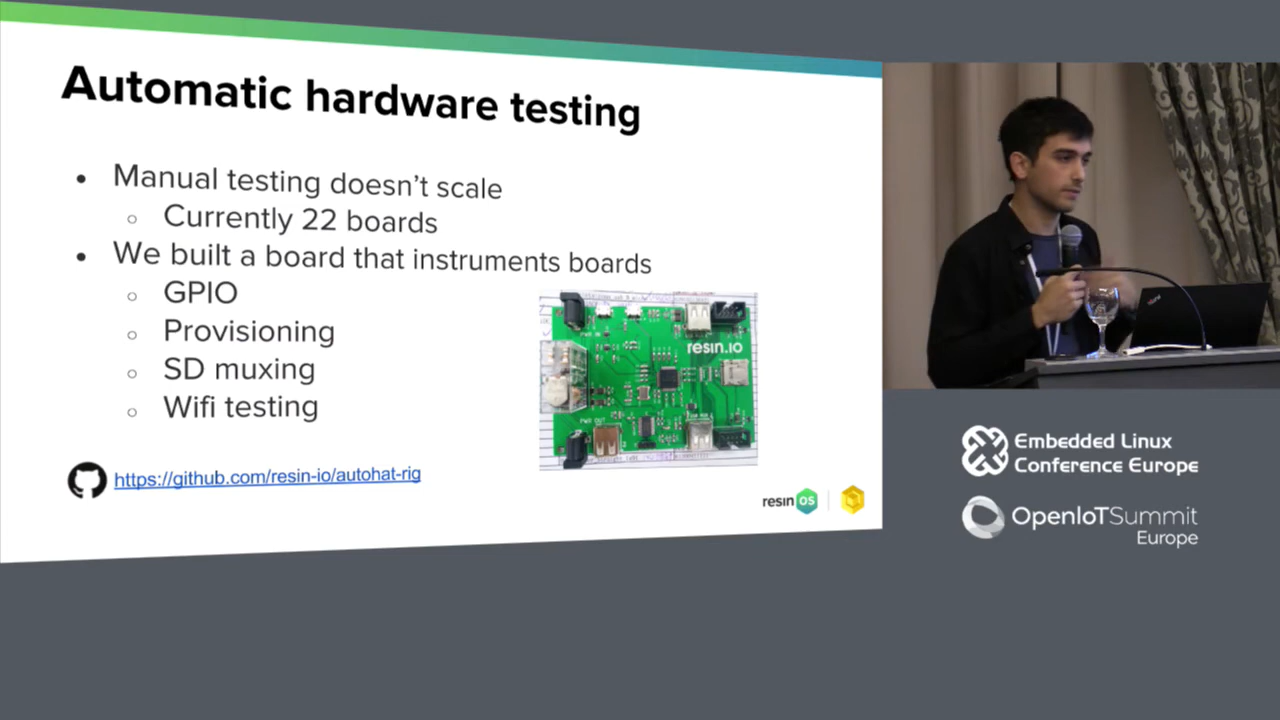 Automatic hardware testing
Manual testing doesn't scale
Currently 22 boards
We built a board that instruments boards
GPIO
Provisioning
SD muxing
Wifi testing
resin.io
PWR OUT
https://github.com/resin-io/autohat-rig
resin OS
Embedded Linux
Conference Europe
OpenIoTSummit
Europe